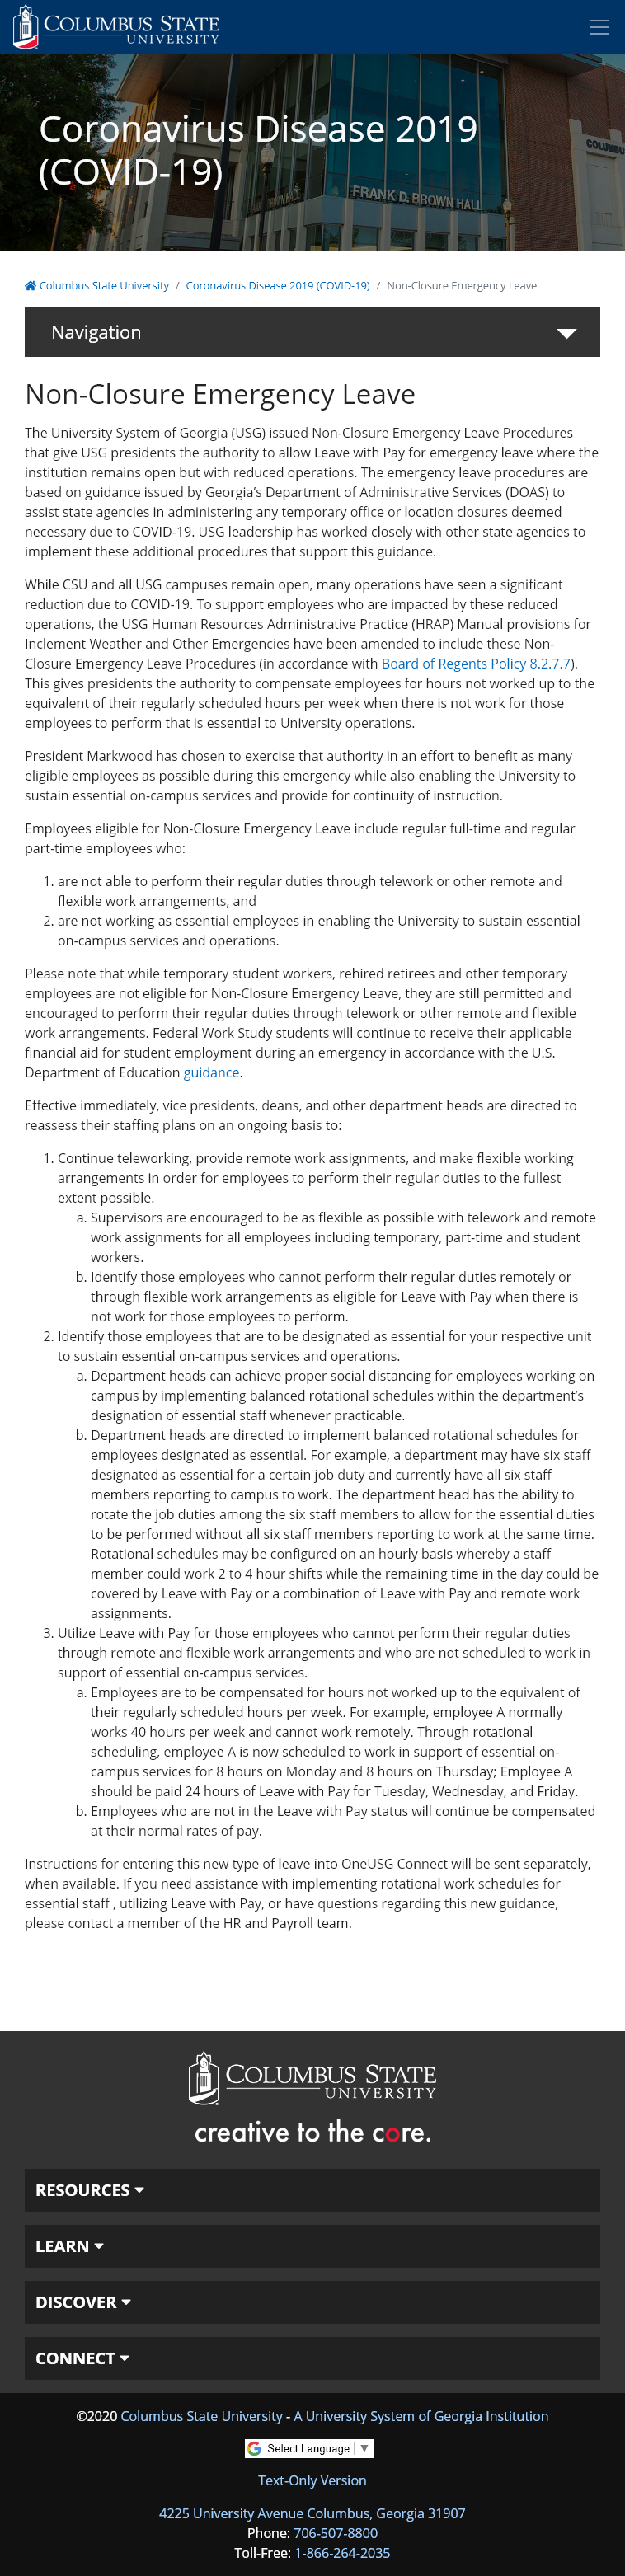 COLUMBUS STATE
UNIVERSITY
Coronavirus Disease 2019
(COVID-19)
FRANK D. BROWN HALL
COLUMBU
Columbus State University / Coronavirus Disease 2019 (COVID-19) / Non-Closure Emergency Leave
Navigation
Non-Closure Emergency Leave
The University System of Georgia (USG) issued Non-Closure Emergency Leave Procedures
that give USG presidents the authority to allow Leave with Pay for emergency leave where the
institution remains open but with reduced operations. The emergency leave procedures are
based on guidance issued by Georgia’s Department of Administrative Services (DOAS) to
assist state agencies in administering any temporary office or location closures deemed
necessary due to COVID-19. USG leadership has worked closely with other state agencies to
implement these additional procedures that support this guidance.
While CSU and all USG campuses remain open, many operations have seen a significant
reduction due to COVID-19. To support employees who are impacted by these reduced
operations, the USG Human Resources Administrative Practice (HRAP) Manual provisions for
Inclement Weather and Other Emergencies have been amended to include these Non-
Closure Emergency Leave Procedures (in accordance with Board of Regents Policy 8.2.7.7).
This gives presidents the authority to compensate employees for hours not worked up to the
equivalent of their regularly scheduled hours per week when there is not work for those
employees to perform that is essential to University operations.
President Markwood has chosen to exercise that authority in an effort to benefit as many
eligible employees as possible during this emergency while also enabling the University to
sustain essential on-campus services and provide for continuity of instruction.
Employees eligible for Non-Closure Emergency Leave include regular full-time and regular
part-time employees who:
1. are not able to perform their regular duties through telework or other remote and
flexible work arrangements, and
2. are not working as essential employees in enabling the University to sustain essential
on-campus services and operations.
Please note that while temporary student workers, rehired retirees and other temporary
employees are not eligible for Non-Closure Emergency Leave, they are still permitted and
encouraged to perform their regular duties through telework or other remote and flexible
work arrangements. Federal Work Study students will continue to receive their applicable
financial aid for student employment during an emergency in accordance with the U.S.
Department of Education guidance.
Effective immediately, vice presidents, deans, and other department heads are directed to
reassess their staffing plans on an ongoing basis to:
1. Continue teleworking, provide remote work assignments, and make flexible working
arrangements in order for employees to perform their regular duties to the fullest
extent possible.
a. Supervisors are encouraged to be as flexible as possible with telework and remote
work assignments for all employees including temporary, part-time and student
workers.
b. Identify those employees who cannot perform their regular duties remotely or
through flexible work arrangements as eligible for Leave with Pay when there is
not work for those employees to perform.
2. Identify those employees that are to be designated as essential for your respective unit
to sustain essential on-campus services and operations.
a. Department heads can achieve proper social distancing for employees working on
campus by implementing balanced rotational schedules within the department’s
designation of essential staff whenever practicable.
b. Department heads are directed to implement balanced rotational schedules for
employees designated as essential. For example, a department may have six staff
designated as essential for a certain job duty and currently have all six staff
members reporting to campus to work. The department head has the ability to
rotate the job duties among the six staff members to allow for the essential duties
to be performed without all six staff members reporting to work at the same time.
Rotational schedules may be configured on an hourly basis whereby a staff
member could work 2 to 4 hour shifts while the remaining time in the day could be
covered by Leave with Pay or a combination of Leave with Pay and remote work
assignments.
3. Utilize Leave with Pay for those employees who cannot perform their regular duties
through remote and flexible work arrangements and who are not scheduled to work in
support of essential on-campus services.
a. Employees are to be compensated for hours not worked up to the equivalent of
their regularly scheduled hours per week. For example, employee A normally
works 40 hours per week and cannot work remotely. Through rotational
scheduling, employee A is now scheduled to work in support of essential on-
campus services for 8 hours on Monday and 8 hours on Thursday; Employee A
should be paid 24 hours of Leave with Pay for Tuesday, Wednesday, and Friday.
b. Employees who are not in the Leave with Pay status will continue be compensated
at their normal rates of pay.
Instructions for entering this new type of leave into OneUSG Connect will be sent separately,
when available. If you need assistance with implementing rotational work schedules for
essential staff , utilizing Leave with Pay, or have questions regarding this new guidance,
please contact a member of the HR and Payroll team.
COLUMBUS STATE
UNIVERSITY
creative to the core.
RESOURCES
LEARN
DISCOVER
CONNECT
©2020 Columbus State University - A University System of Georgia Institution
Select Language ▼
Text-Only Version
4225 University Avenue Columbus, Georgia 31907
Phone: 706-507-8800
Toll-Free: 1-866-264-2035